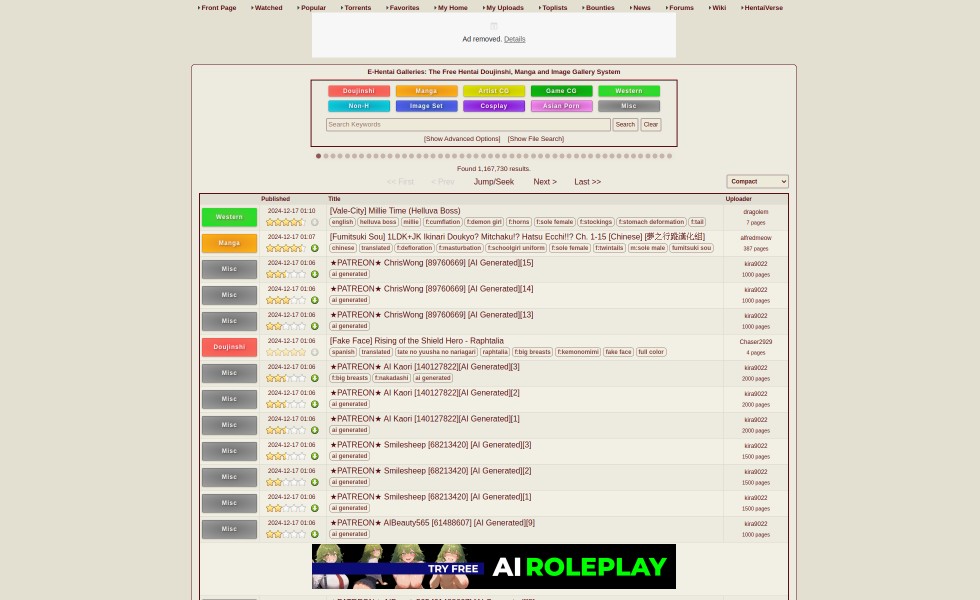 Front Page Watched Popular Torrents Favorites My Home My Uploads Toplists Bounties News Forums Wiki HentaiVerse
Ad removed. Details
E-Hentai Galleries: The Free Hentai Doujinshi, Manga and Image Gallery System
Doujinshi Manga Artist CG Game CG Western
Non-H Image Set Cosplay Asian Porn Misc
Search Keywords Search Clear
[Show Advanced Options] [Show File Search]
Found 1,167,730 results.
<< First < Prev Jump/Seek Next > Last >> Compact
Published Title Uploader
Western 2024-12-17 01:10 [Vale-City] Millie Time (Helluva Boss) dragolem
english helluva boss millie f:cumflation f:demon girl f:horns f:sole female f:stockings f:stomach deformation f:tail 7 pages
Manga 2024-12-17 01:07 [Fumitsuki Sou] 1LDK+JK Ikinari Doukyo? Mitchaku!? Hatsu Ecchi!!? Ch. 1-15 [Chinese] [夢之行蹤漢化組] alfredmeow
chinese translated f:defloration f:masturbation f:schoolgirl uniform f:sole female f:twintails m:sole male fumitsuki sou 387 pages
Misc 2024-12-17 01:06 ★PATREON★ ChrisWong [89760669] [AI Generated][15] kira9022
ai generated 1000 pages
Misc 2024-12-17 01:06 ★PATREON★ ChrisWong [89760669] [AI Generated][14] kira9022
ai generated 1000 pages
Misc 2024-12-17 01:06 ★PATREON★ ChrisWong [89760669] [AI Generated][13] kira9022
ai generated 1000 pages
Doujinshi 2024-12-17 01:06 [Fake Face] Rising of the Shield Hero - Raphtalia Chaser2929
spanish translated tate no yuusha no nariagari raphtalia f:big breasts f:kemonomimi fake face full color 4 pages
Misc 2024-12-17 01:06 ★PATREON★ AI Kaori [140127822][AI Generated][3] kira9022
f:big breasts f:nakadashi ai generated 2000 pages
Misc 2024-12-17 01:06 ★PATREON★ AI Kaori [140127822][AI Generated][2] kira9022
ai generated 2000 pages
Misc 2024-12-17 01:06 ★PATREON★ AI Kaori [140127822][AI Generated][1] kira9022
ai generated 2000 pages
Misc 2024-12-17 01:06 ★PATREON★ Smilesheep [68213420] [AI Generated][3] kira9022
ai generated 1500 pages
Misc 2024-12-17 01:06 ★PATREON★ Smilesheep [68213420] [AI Generated][2] kira9022
ai generated 1500 pages
Misc 2024-12-17 01:06 ★PATREON★ Smilesheep [68213420] [AI Generated][1] kira9022
ai generated 1500 pages
Misc 2024-12-17 01:06 ★PATREON★ AIBeauty565 [61488607] [AI Generated][9] kira9022
ai generated 1000 pages
TRY FREE AI ROLEPLAY